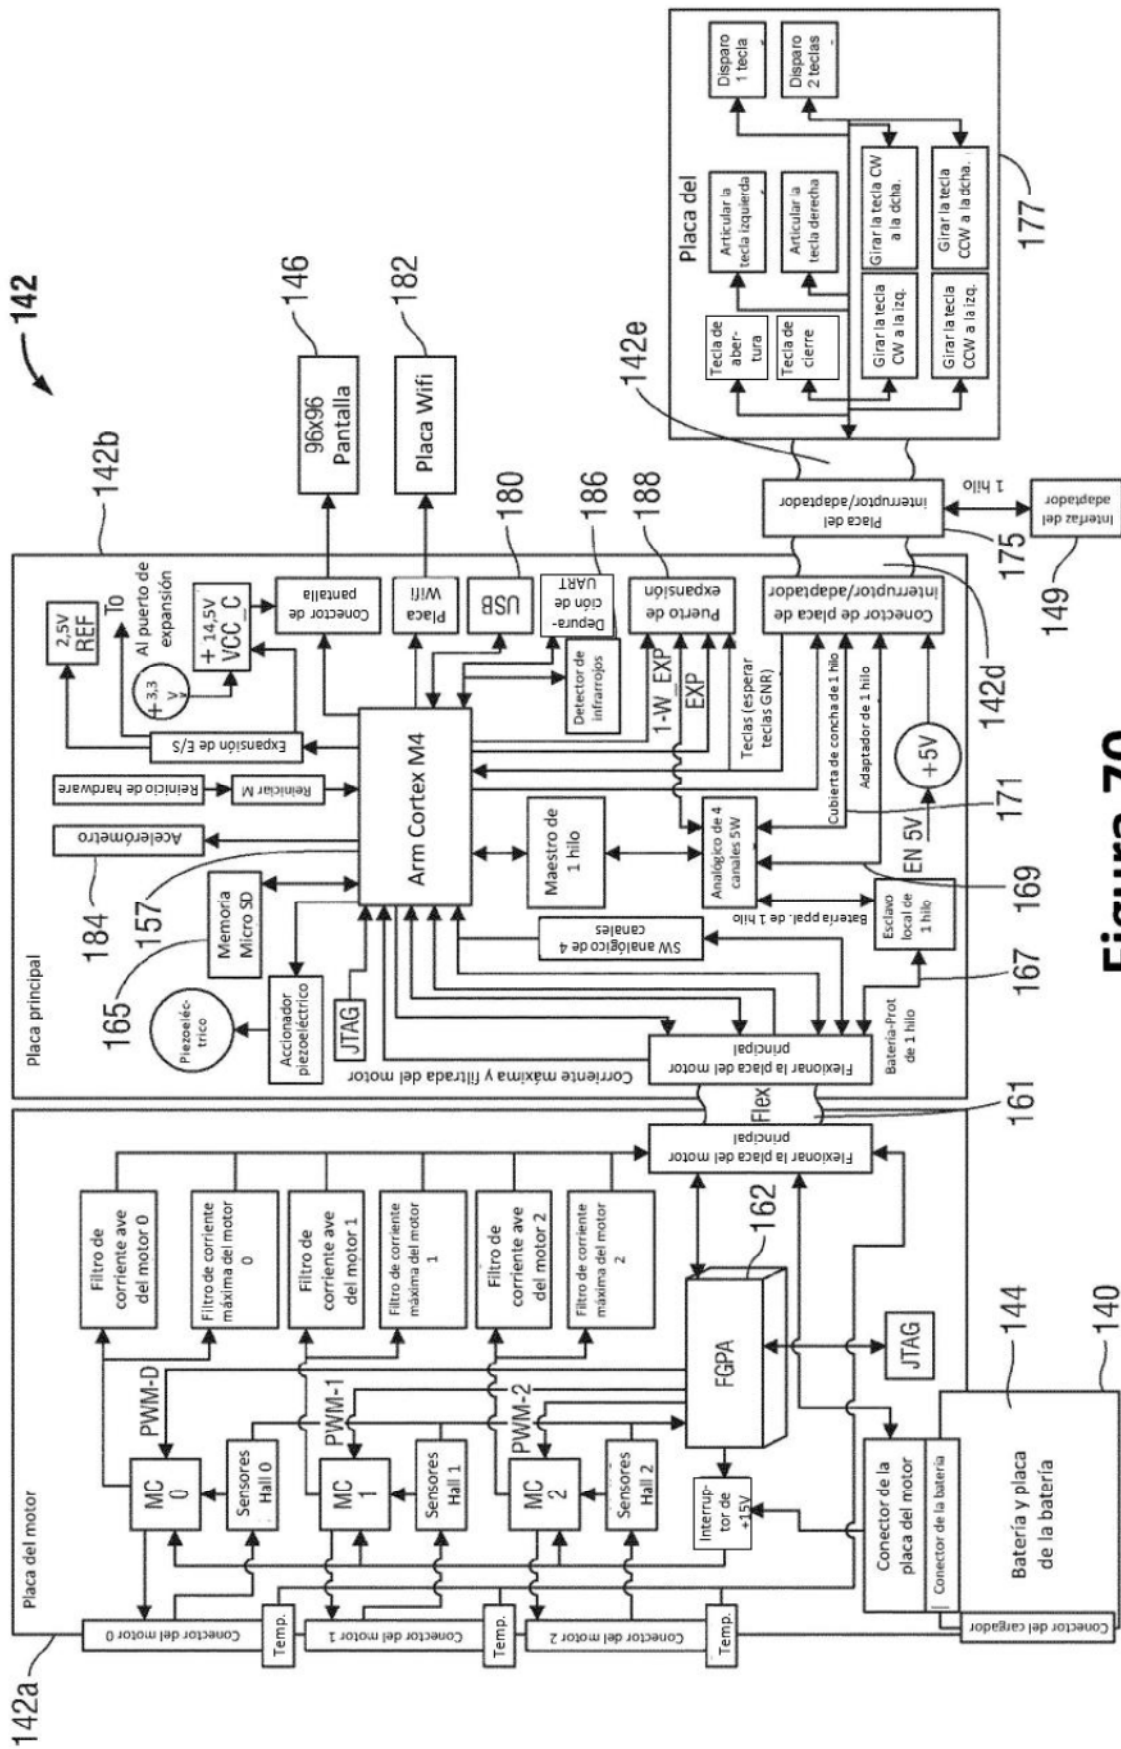 142
142a
Placa del motor
Conector del motor 0
Temp.
Conector del motor 1
Temp.
Conector del motor 2
Temp.
MC
0
PWM-D
Sensores
Hall 0
MC
1
PWM-1
Sensores
Hall 1
MC
2
PWM-2
Sensores
Hall 2
Filtro de
corriente ave
del motor 0
Filtro de corriente
máxima del motor
0
Filtro de
corriente ave
del motor 1
Filtro de corriente
máxima del motor
1
Filtro de
corriente ave
del motor 2
Filtro de corriente
máxima del motor
2
FGPA
162
JTAG
Interrup-
tor de
+15V
Conector de la
placa del motor
Conector de la batería
Batería y placa
de la batería
144
140
Conector del cargador
Flexionar la placa del motor
principal
Flex
161
Flexionar la placa del motor
principal
142b
Placa principal
165
184
157
Piezoeléc-
trico
Accionador
piezoeléctrico
Memoria
Micro SD
Acelerómetro
JTAG
Corriente máxima y filtrada del motor
Reinicio de hardware
Reiniciar M
Expansión de E/S
2,5V
REF
To
Al puerto de
expansión
+ 3,3
V
+ 14,5V
VCC_C
Arm Cortex M4
Conector de
pantalla
Placa
Wifi
USB
Depura-
ción de
UART
Detector de
infrarrojos
Puerto de
expansión
1-W_EXP
EXP
Teclas (esperar
teclas GNR)
Conector de placa de
interruptor/adaptador
Maestro de
1 hilo
Analógico de 4
canales 5W
SW analógico de 4
canales
Cubierta de concha de 1 hilo
Adaptador de 1 hilo
Batería ppal. de 1 hilo
Esclavo
local de
1 hilo
Batería-Prot
de 1 hilo
EN 5V
+5V
167
169
171
142d
96x96
Pantalla
146
Placa Wifi
182
180
186
188
142e
Placa del
interruptor/adaptador
175
1 hilo
Interfaz del
adaptador
149
Placa del
Tecla de
aber-
tura
Tecla de
cierre
Articular la
tecla izquierda
Articular la
tecla derecha
Disparo
1 tecla
Disparo
2 teclas
Girar la tecla
CW a la izq.
Girar la tecla CW
a la dcha.
Girar la tecla
CCW a la izq.
Girar la tecla
CCW a la dcha.
177
Figura 70